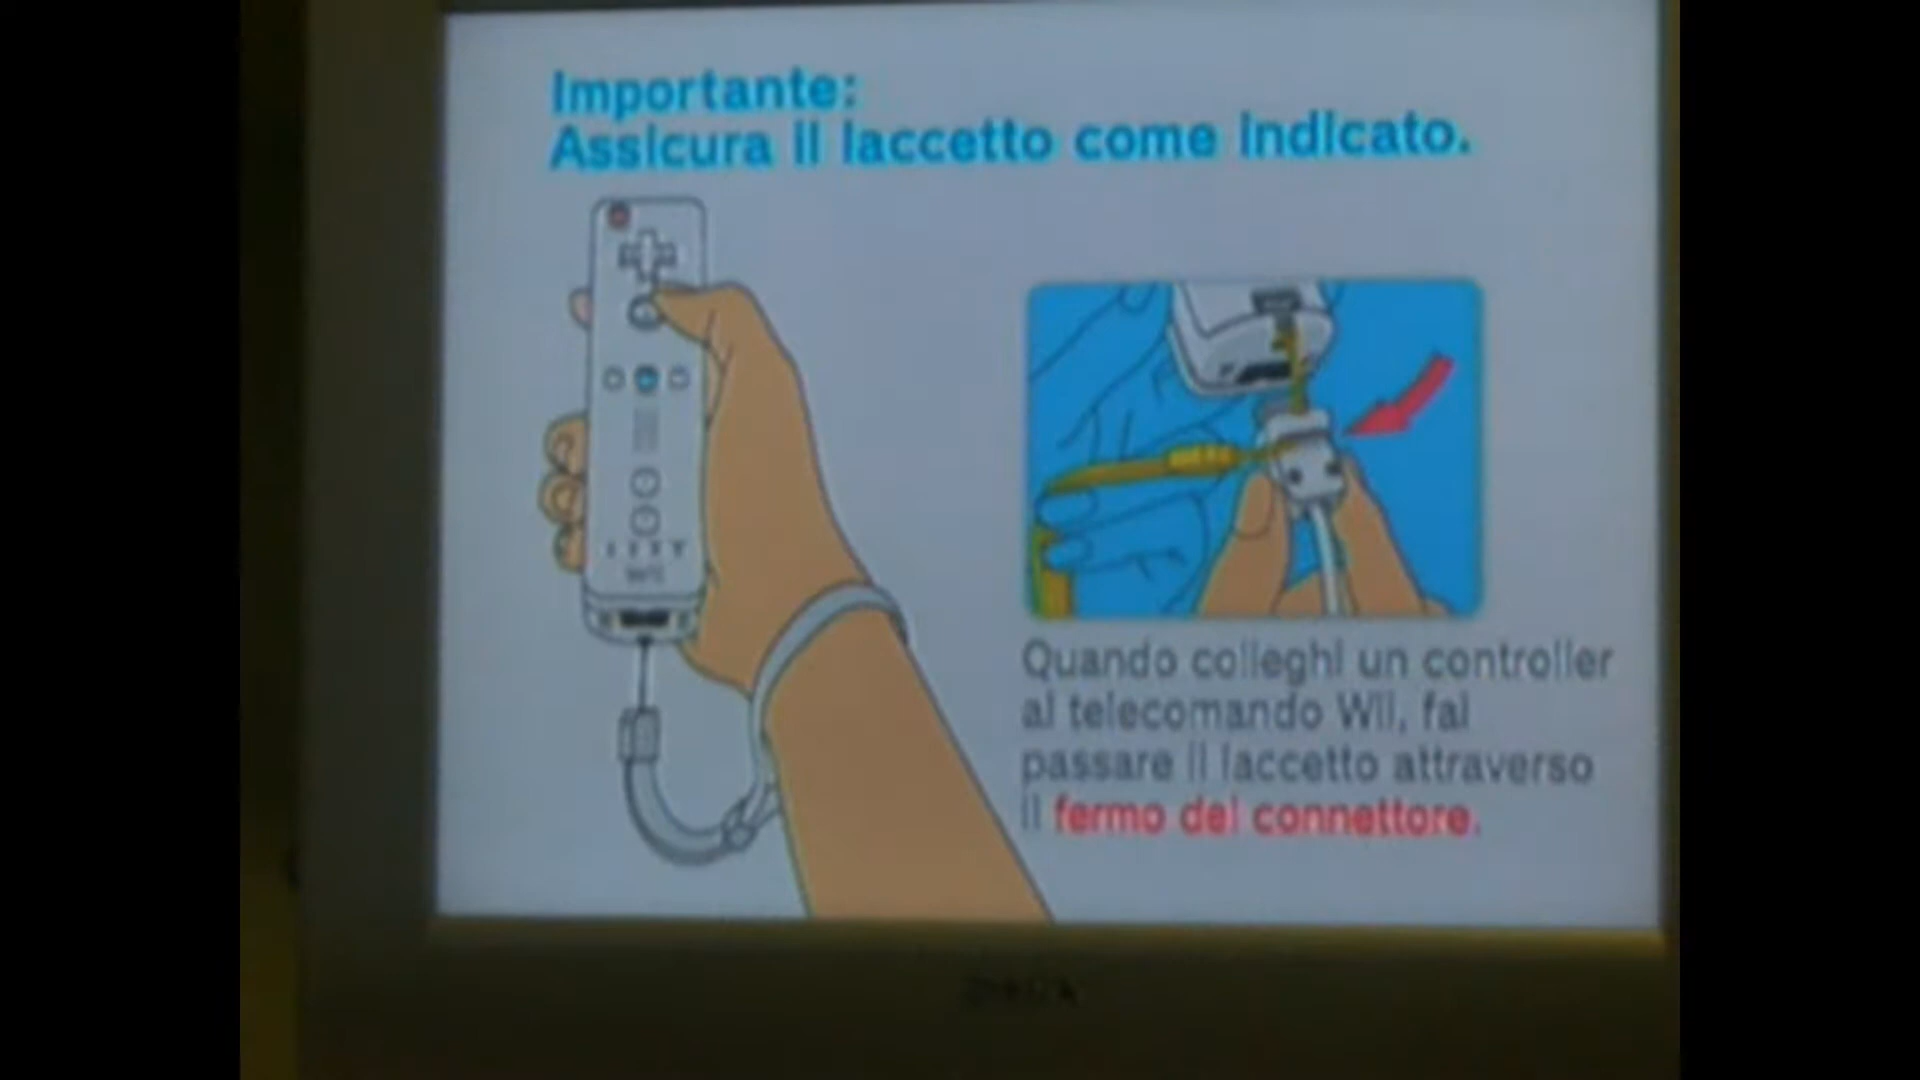 Importante:
Assicura il laccetto come indicato.
Wii
Quando colleghi un controller
al telecomando Wii, fai
passare il laccetto attraverso
il fermo del connettore.